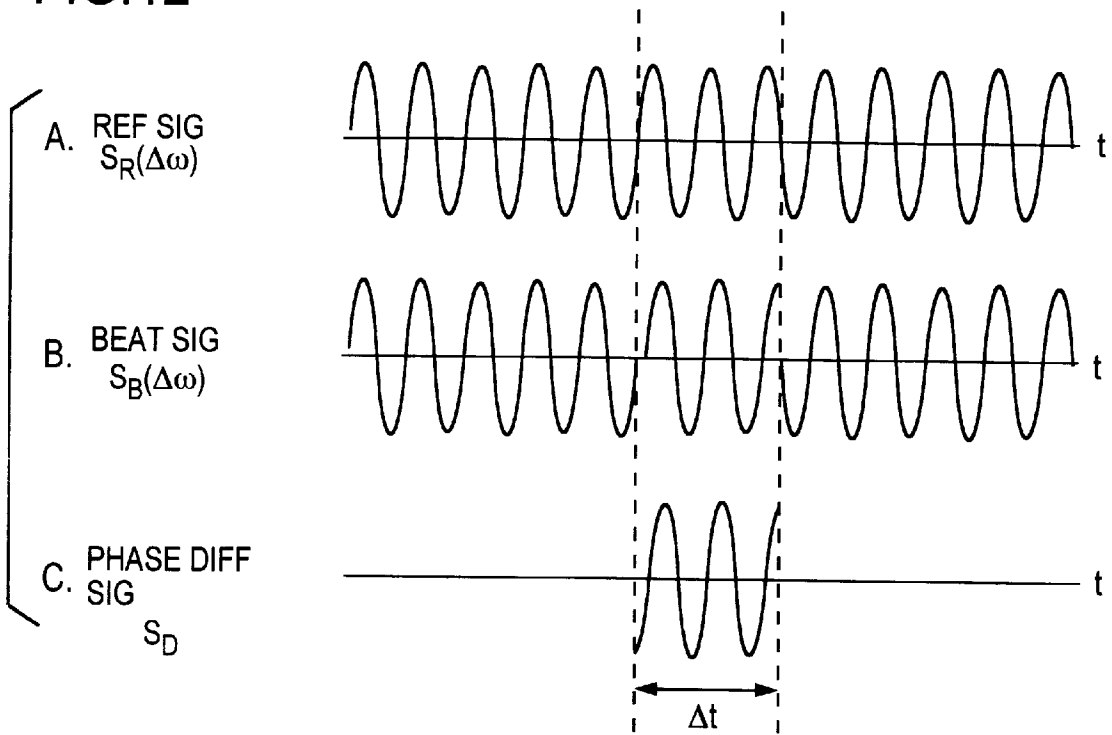 A. REF SIG
S_R(Δω)
t
B. BEAT SIG
S_B(Δω)
t
C. PHASE DIFF
SIG
S_D
t
Δt